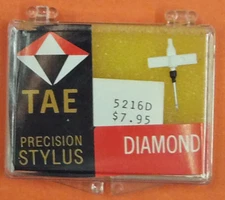 TAE
5216D
$7.95
PRECISION
STYLUS
DIAMOND